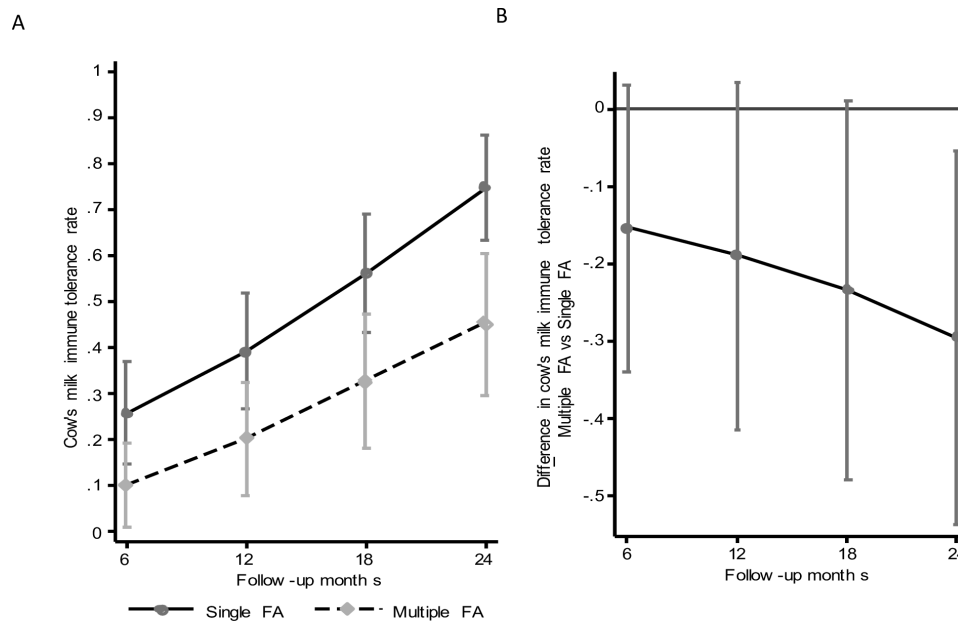 A
B
Cow's milk immune tolerance rate
1
.9
.8
.7
.6
.5
.4
.3
.2
.1
0
6 12 18 24
Follow -up month s
Single FA Multiple FA
Difference in cow's milk immune tolerance rate
Multiple FA vs Single FA
0
-.1
-.2
-.3
-.4
-.5
6 12 18 24
Follow -up month s